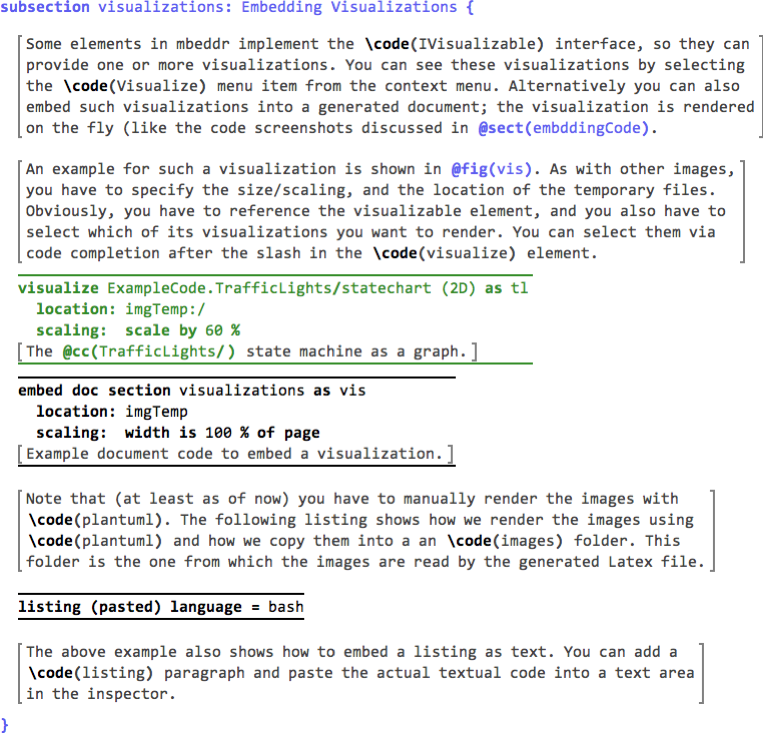 subsection visualizations: Embedding Visualizations {
Some elements in mbeddr implement the \code(IVisualizable) interface, so they can
provide one or more visualizations. You can see these visualizations by selecting
the \code(Visualize) menu item from the context menu. Alternatively you can also
embed such visualizations into a generated document; the visualization is rendered
on the fly (like the code screenshots discussed in @sect(embddingCode).
An example for such a visualization is shown in @fig(vis). As with other images,
you have to specify the size/scaling, and the location of the temporary files.
Obviously, you have to reference the visualizable element, and you also have to
select which of its visualizations you want to render. You can select them via
code completion after the slash in the \code(visualize) element.
visualize ExampleCode.TrafficLights/statechart (2D) as tl
location: imgTemp:/
scaling: scale by 60 %
[The @cc(TrafficLights/) state machine as a graph.]
embed doc section visualizations as vis
location: imgTemp
scaling: width is 100 % of page
[Example document code to embed a visualization.]
Note that (at least as of now) you have to manually render the images with
\code(plantuml). The following listing shows how we render the images using
\code(plantuml) and how we copy them into a an \code(images) folder. This
folder is the one from which the images are read by the generated Latex file.
listing (pasted) language = bash
The above example also shows how to embed a listing as text. You can add a
\code(listing) paragraph and paste the actual textual code into a text area
in the inspector.
}